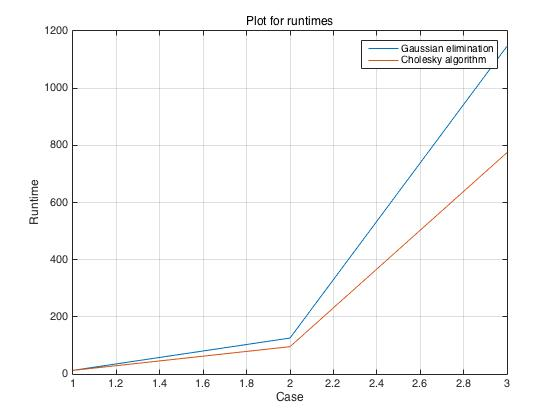 Plot for runtimes
1200
1000
800
600
400
200
0
Runtime
Gaussian elimination
Cholesky algorithm
1 1.2 1.4 1.6 1.8 2 2.2 2.4 2.6 2.8 3
Case